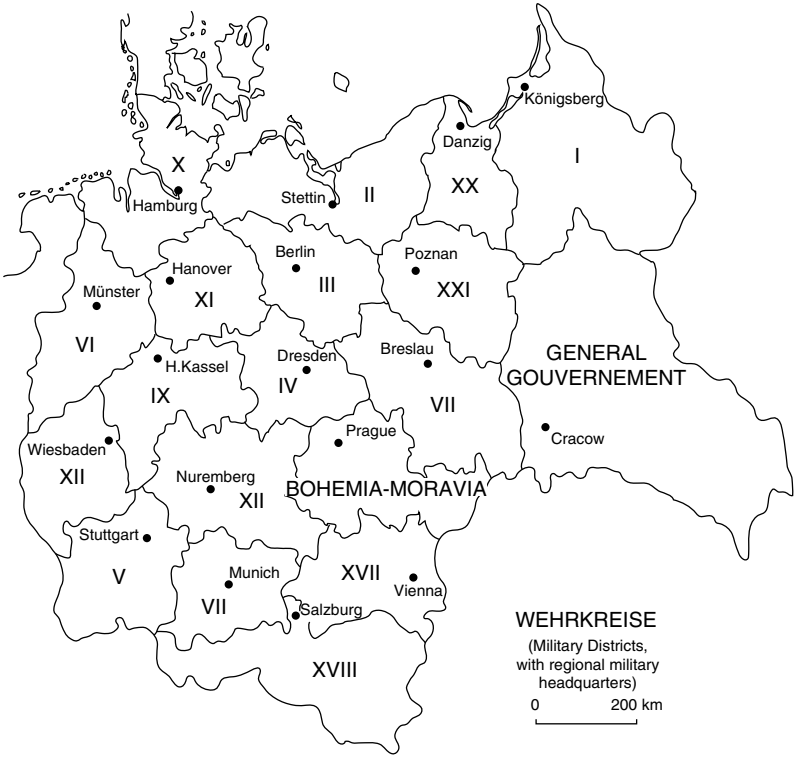 Königsberg
Danzig
I
X
XX
Hamburg
Stettin
II
Berlin
Poznan
Hanover
III
XXI
XI
Münster
VI
Breslau
GENERAL
GOUVERNEMENT
Dresden
H.Kassel
IV
IX
VII
Cracow
Prague
Wiesbaden
XII
Nuremberg
XII
BOHEMIA-MORAVIA
Stuttgart
V
Munich
VII
XVII
Vienna
Salzburg
XVIII
WEHRKREISE
(Military Districts,
with regional military
headquarters)
0 200 km